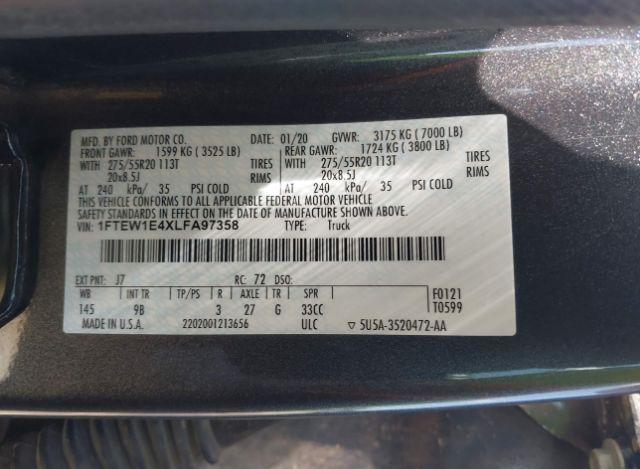 MFD. BY FORD MOTOR CO. DATE: 01/20 GVWR: 3175 KG ( 7000 LB)
FRONT GAWR: 1599 KG ( 3525 LB) REAR GAWR: 1724 KG ( 3800 LB)
WITH 275/55R20 113T TIRES WITH 275/55R20 113T TIRES
20x8.5J RIMS 20x8.5J RIMS
AT 240 kPa/ 35 PSI COLD AT 240 kPa/ 35 PSI COLD
THIS VEHICLE CONFORMS TO ALL APPLICABLE FEDERAL MOTOR VEHICLE
SAFETY STANDARDS IN EFFECT ON THE DATE OF MANUFACTURE SHOWN ABOVE.
VIN: 1FTEW1E4XLFA97358 TYPE: Truck
EXT PNT: J7 RC: 72 DSO:
WB INT TR TP/PS R AXLE TR SPR F0121
145 9B 3 27 G 33CC T0599
MADE IN U.S.A. 2202001213656 ULC ▽ 5U5A-3520472-AA